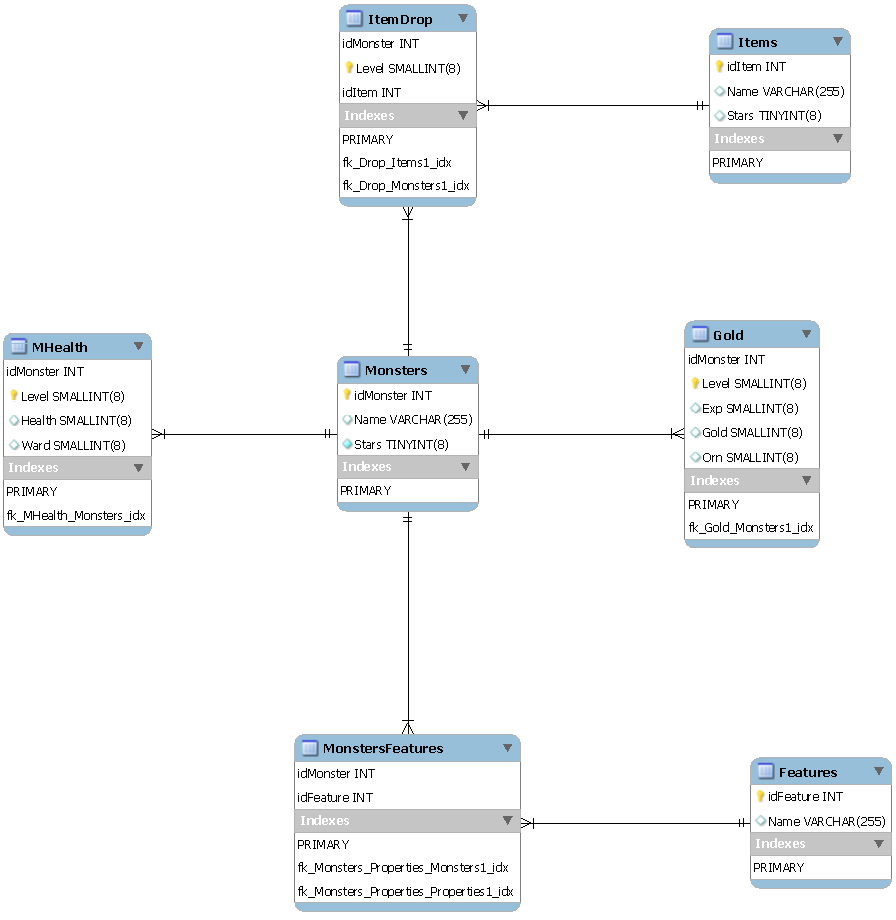 ItemDrop
idMonster INT
Level SMALLINT(8)
idItem INT
Indexes
PRIMARY
fk_Drop_Items1_idx
fk_Drop_Monsters1_idx
Items
idItem INT
Name VARCHAR(255)
Stars TINYINT(8)
Indexes
PRIMARY
MHealth
idMonster INT
Level SMALLINT(8)
Health SMALLINT(8)
Ward SMALLINT(8)
Indexes
PRIMARY
fk_MHealth_Monsters_idx
Monsters
idMonster INT
Name VARCHAR(255)
Stars TINYINT(8)
Indexes
PRIMARY
Gold
idMonster INT
Level SMALLINT(8)
Exp SMALLINT(8)
Gold SMALLINT(8)
Orn SMALLINT(8)
Indexes
PRIMARY
fk_Gold_Monsters1_idx
MonstersFeatures
idMonster INT
idFeature INT
Indexes
PRIMARY
fk_Monsters_Properties_Monsters1_idx
fk_Monsters_Properties_Properties1_idx
Features
idFeature INT
Name VARCHAR(255)
Indexes
PRIMARY